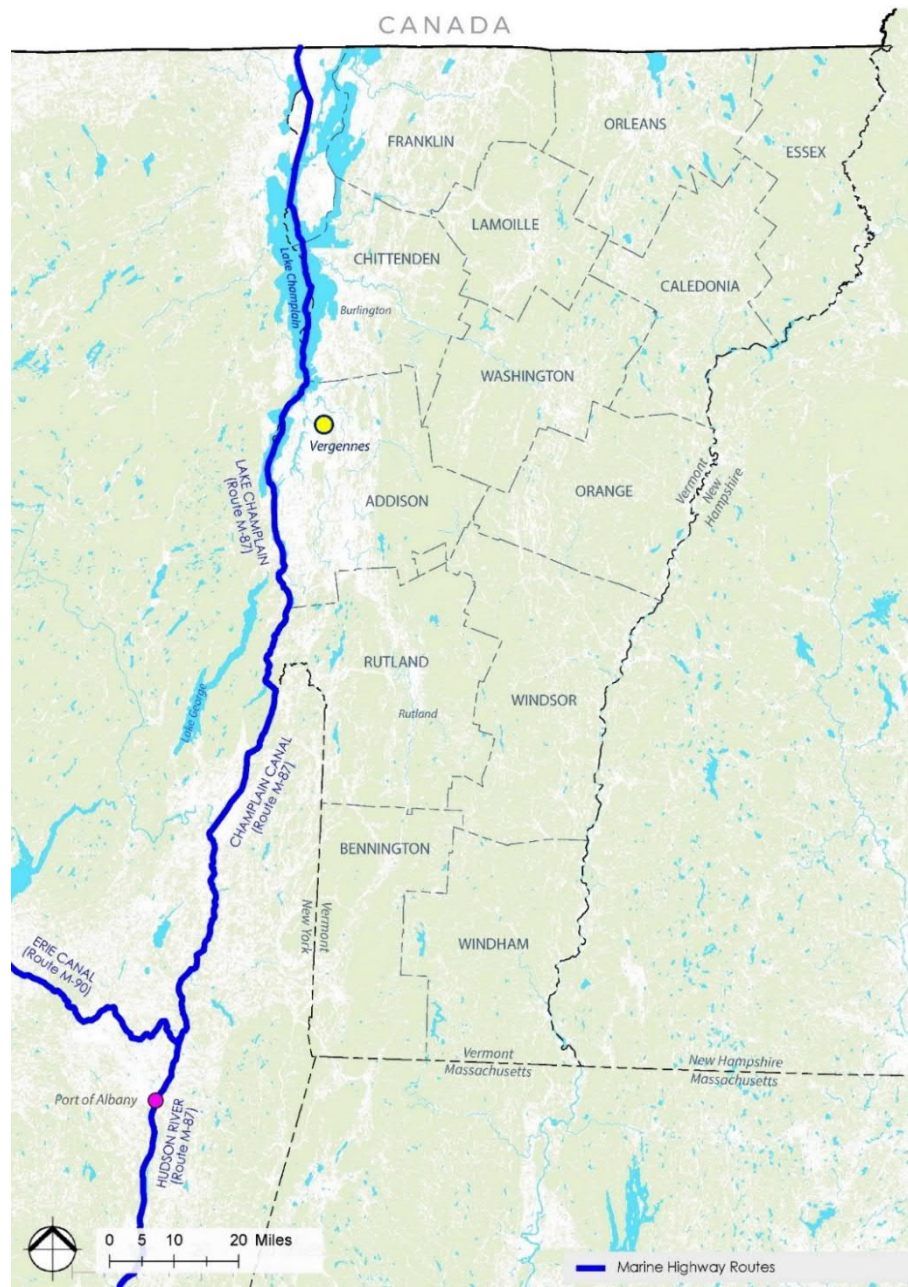 CANADA
FRANKLIN
ORLEANS
ESSEX
LAMOILLE
CHITTENDEN
Lake Champlain
CALEDONIA
Burlington
WASHINGTON
Vergennes
LAKE CHAMPLAIN
(Route M-87)
ADDISON
ORANGE
Vermont
New
Hampshire
RUTLAND
WINDSOR
Lake George
Rutland
CHAMPLAIN CANAL
(Route M-87)
BENNINGTON
New York
Vermont
WINDHAM
ERIE CANAL
(Route M-90)
Vermont
Massachusetts
New Hampshire
Massachusetts
Port of Albany
HUDSON RIVER
(Route M-87)
0 5 10 20 Miles
Marine Highway Routes